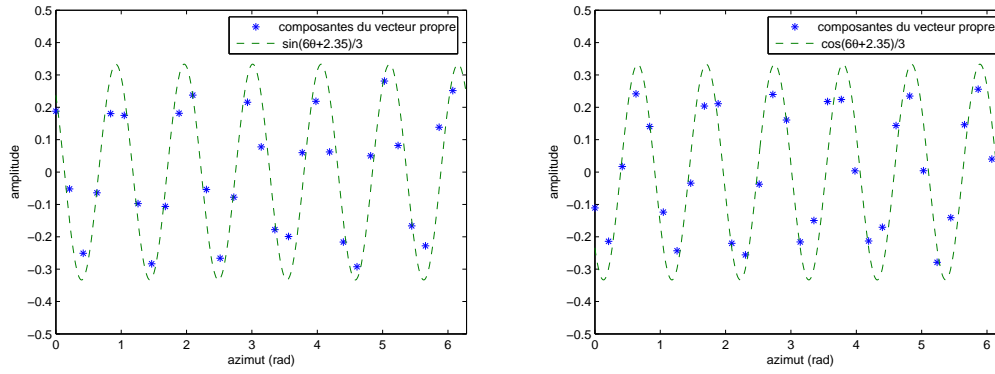 0.5
0.4
0.3
0.2
0.1
0
−0.1
−0.2
−0.3
−0.4
−0.5
amplitude
composantes du vecteur propre
sin(6θ+2.35)/3
0 1 2 3 4 5 6
azimut (rad)
0.5
0.4
0.3
0.2
0.1
0
−0.1
−0.2
−0.3
−0.4
−0.5
amplitude
composantes du vecteur propre
cos(6θ+2.35)/3
0 1 2 3 4 5 6
azimut (rad)